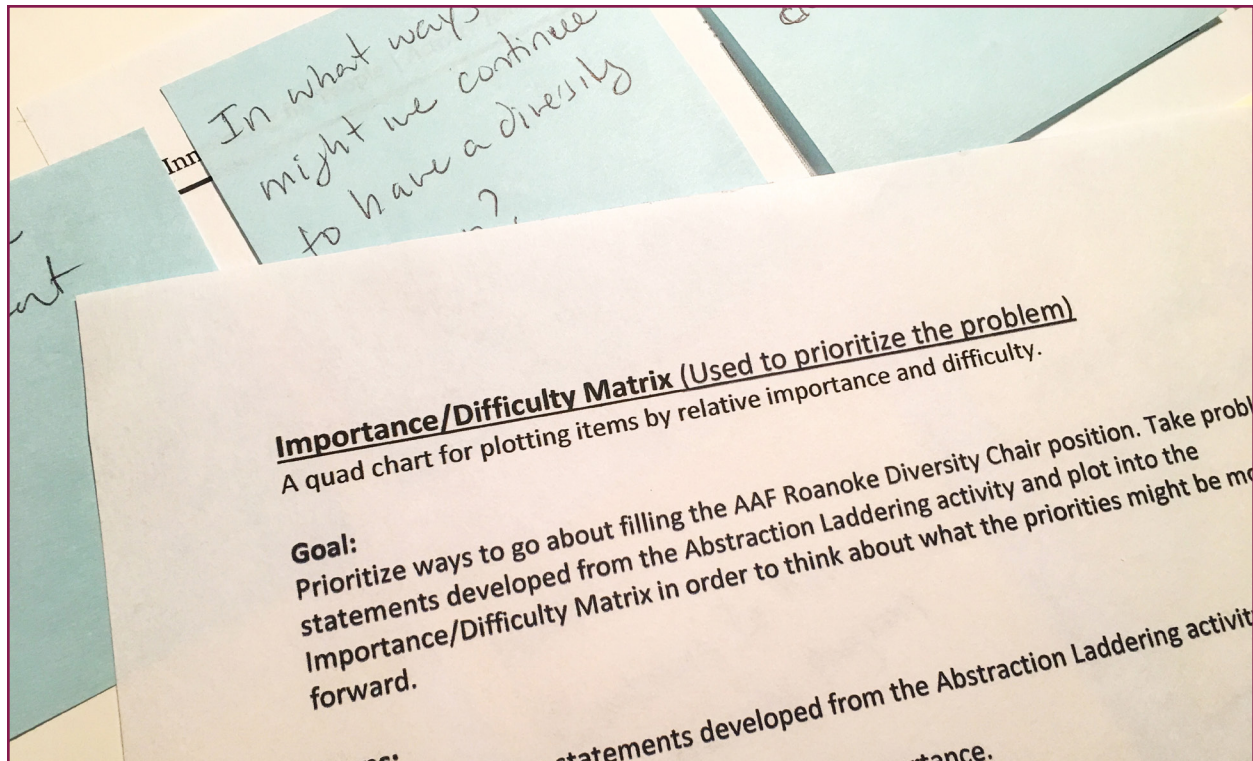 In what ways
might we continue
to have a diversity
?
Inn
Importance/Difficulty Matrix (Used to prioritize the problem)
A quad chart for plotting items by relative importance and difficulty.
Goal:
Prioritize ways to go about filling the AAF Roanoke Diversity Chair position. Take probl
statements developed from the Abstraction Laddering activity and plot into the
Importance/Difficulty Matrix in order to think about what the priorities might be mo
forward.
statements developed from the Abstraction Laddering activit